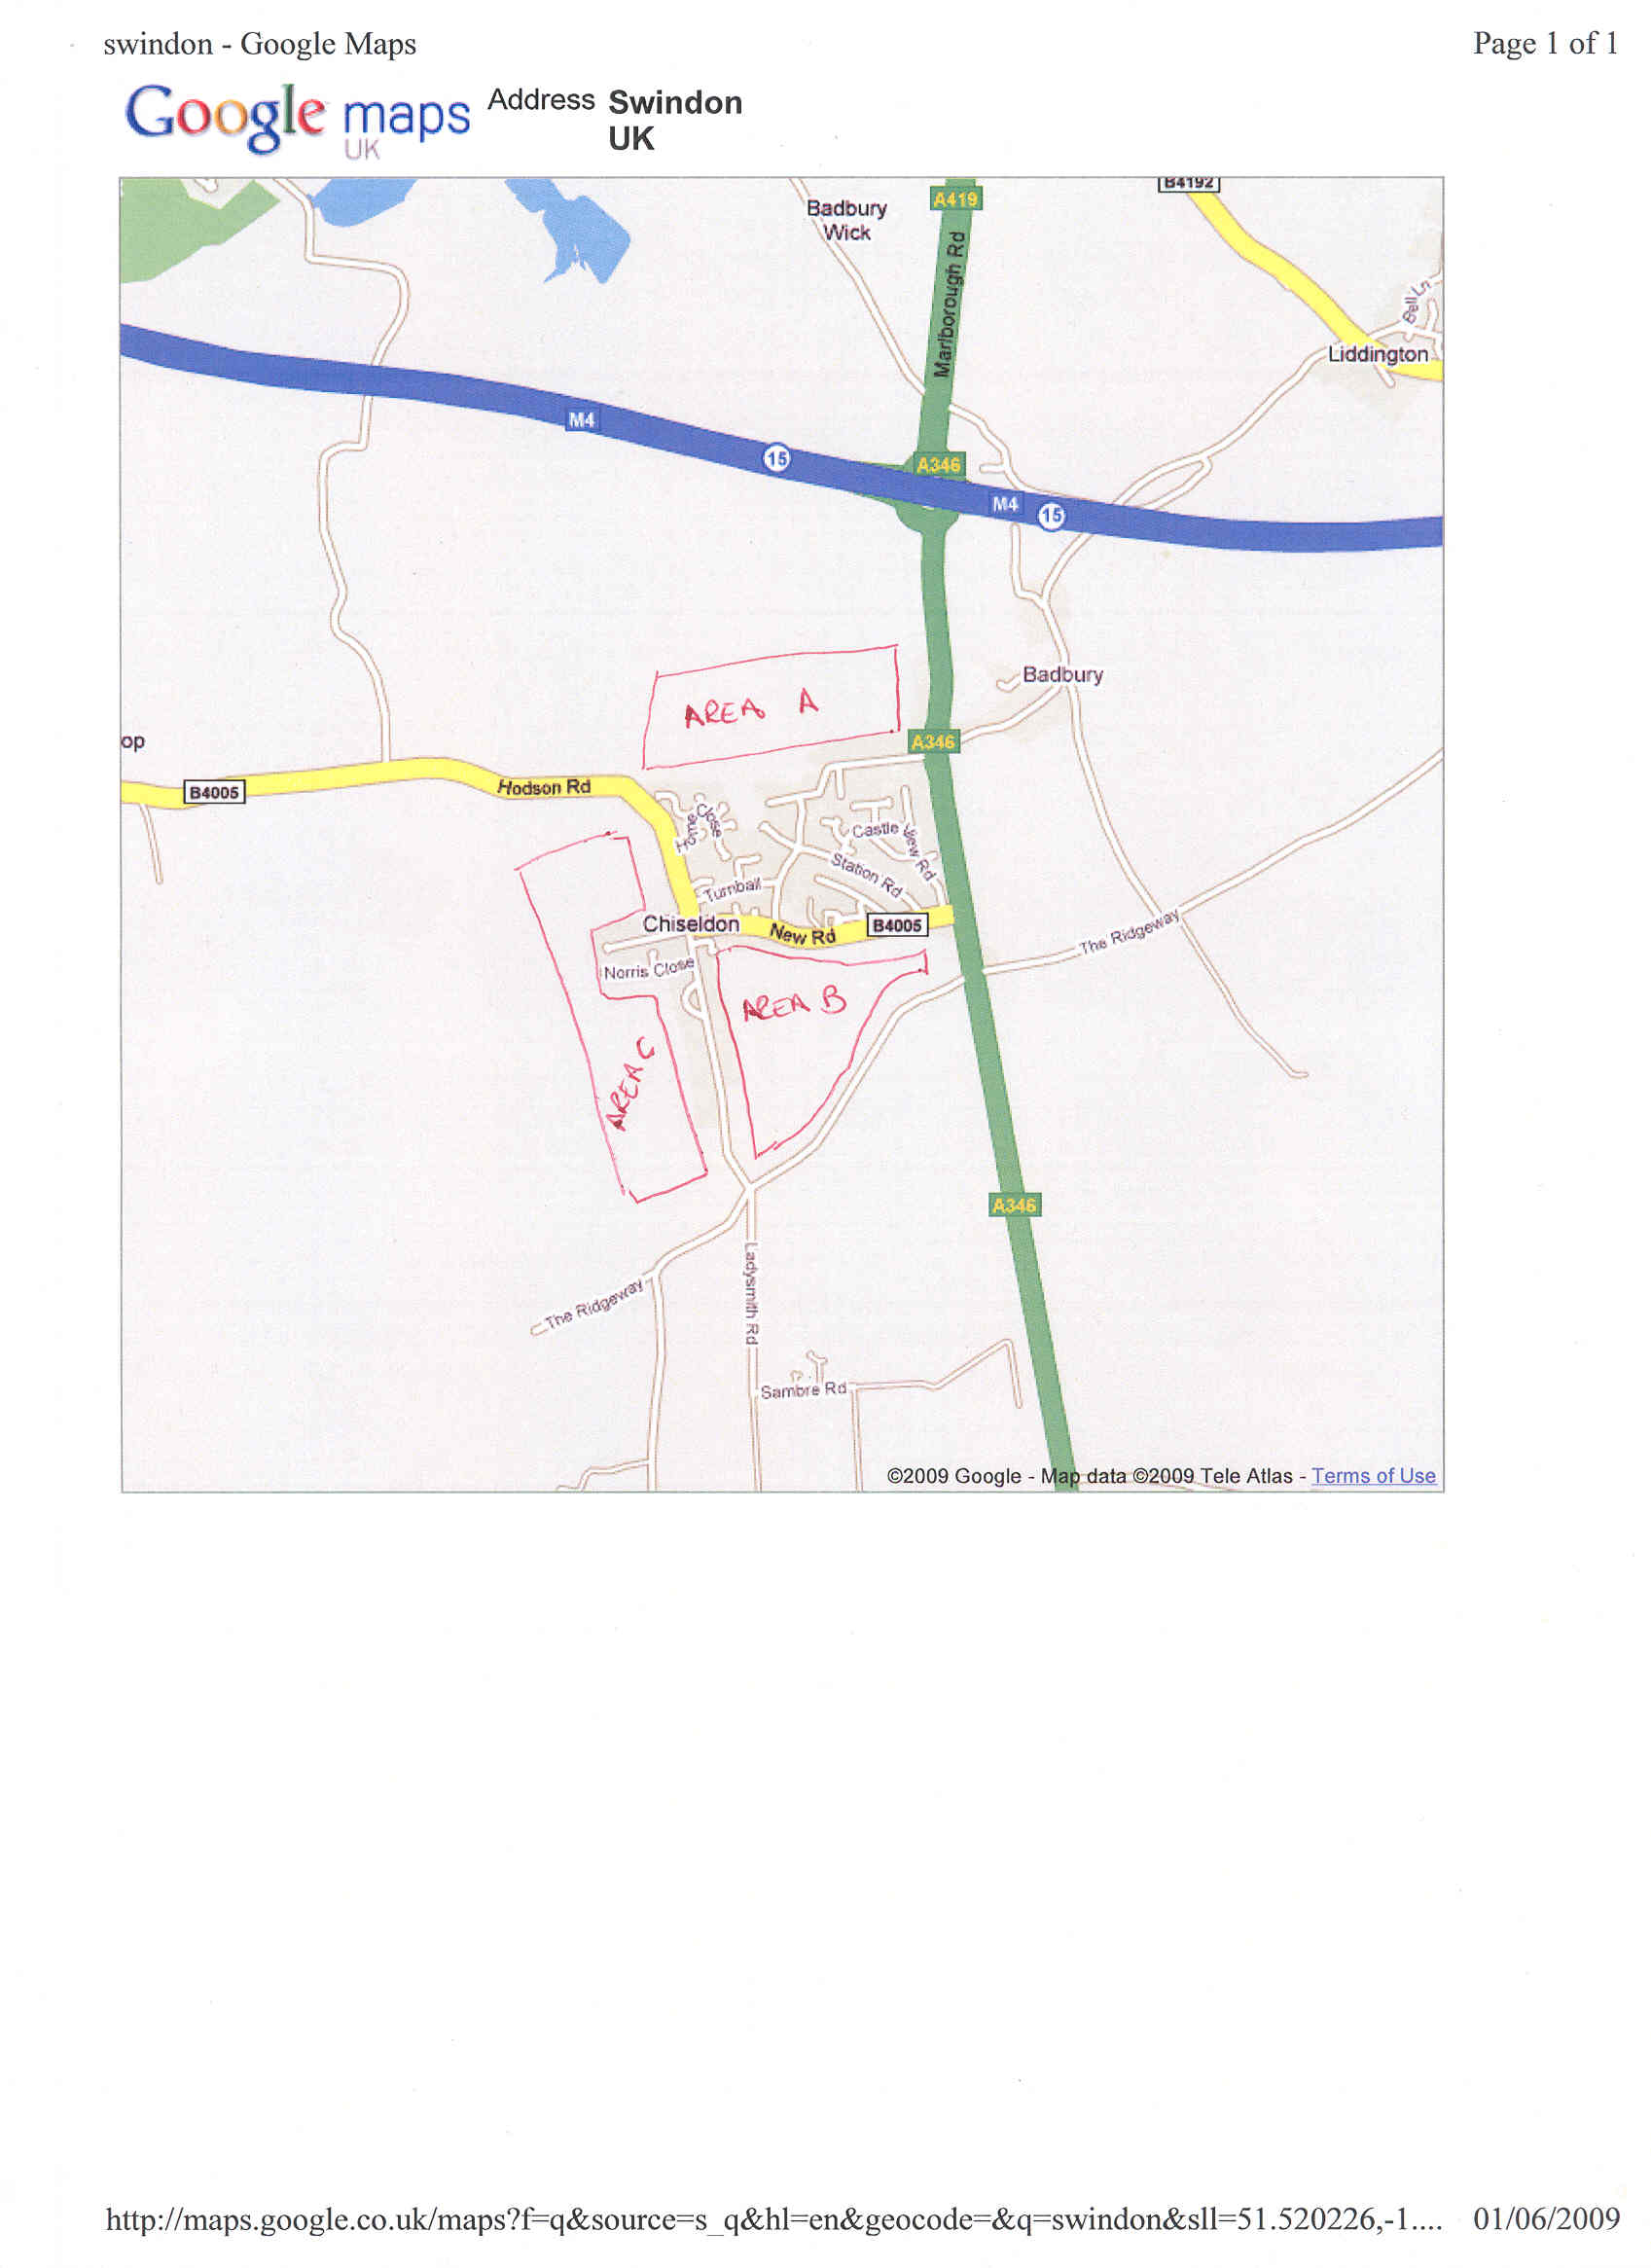 swindon - Google Maps
Page 1 of 1
Google maps
UK
Address Swindon
UK
B4192
A419
Badbury
Wick
Marlborough Rd
Bell Ln
Liddington
M4
15
A346
M4
15
Badbury
AREA A
A346
op
B4005
Hodson Rd
Home Close
Castle View Rd
Station Rd
Turnball
Chiseldon
New Rd
B4005
The Ridgeway
Norris Close
AREA B
AREA C
A346
Ladysmith Rd
The Ridgeway
Sambre Rd
©2009 Google - Map data ©2009 Tele Atlas - Terms of Use
http://maps.google.co.uk/maps?f=q&source=s_q&hl=en&geocode=&q=swindon&sll=51.520226,-1....
01/06/2009